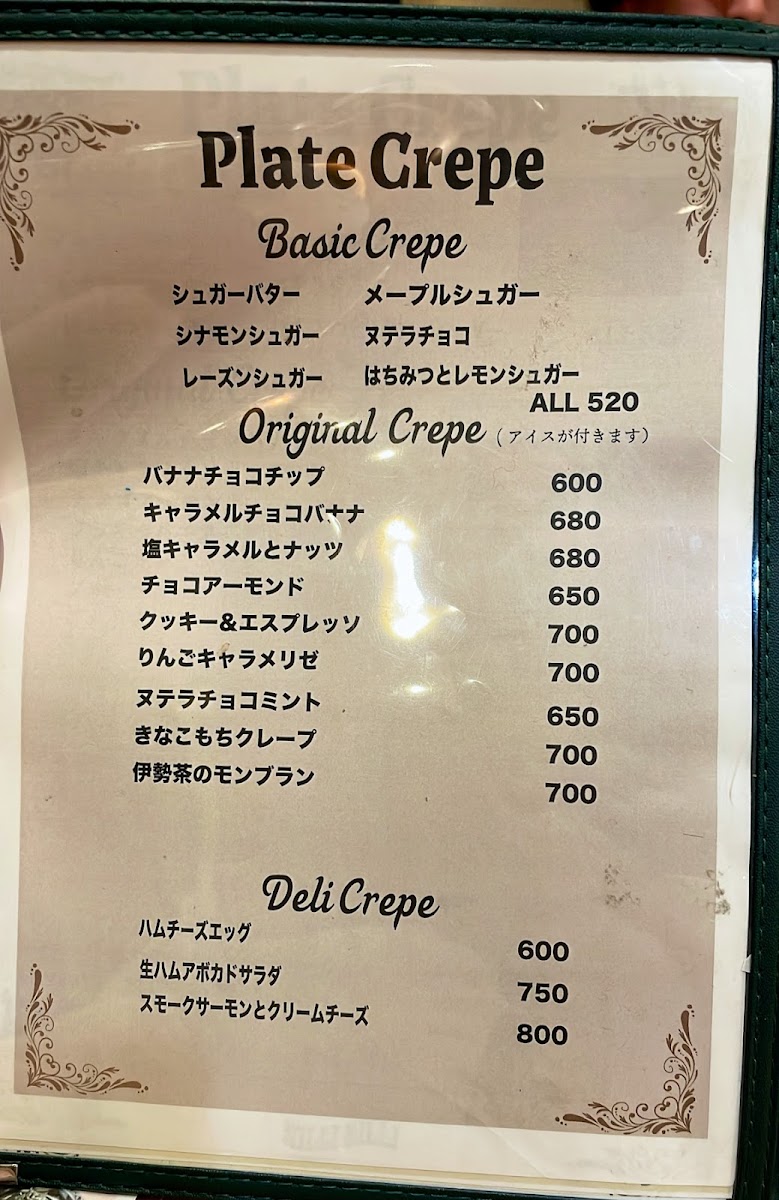 Plate Crepe
Basic Crepe
シュガーバター メープルシュガー
シナモンシュガー ヌテラチョコ
レーズンシュガー はちみつとレモンシュガー
ALL 520
Original Crepe (アイスが付きます)
バナナチョコチップ 600
キャラメルチョコバナナ 680
塩キャラメルとナッツ 680
チョコアーモンド 650
クッキー&エスプレッソ 700
りんごキャラメリゼ 700
ヌテラチョコミント 650
きなこもちクレープ 700
伊勢茶のモンブラン 700
Deli Crepe
ハムチーズエッグ 600
生ハムアボカドサラダ 750
スモークサーモンとクリームチーズ 800